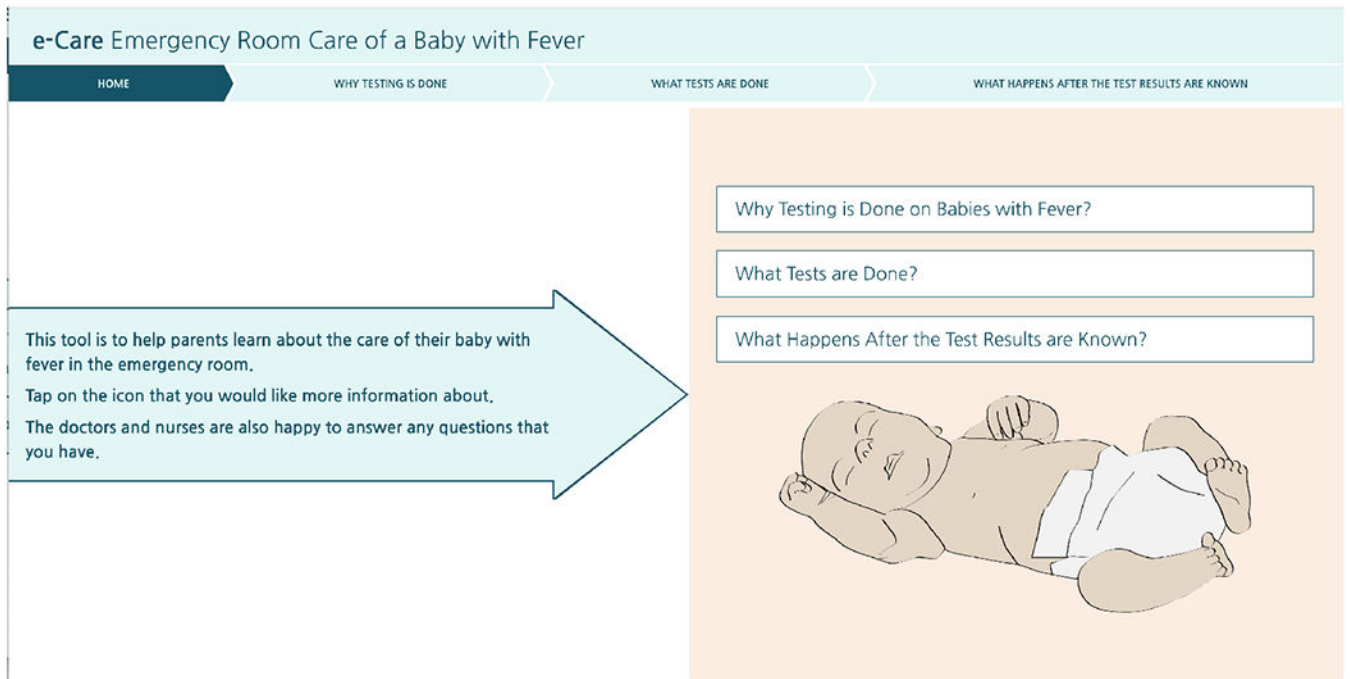 e-Care Emergency Room Care of a Baby with Fever
HOME
WHY TESTING IS DONE
WHAT TESTS ARE DONE
WHAT HAPPENS AFTER THE TEST RESULTS ARE KNOWN
This tool is to help parents learn about the care of their baby with
fever in the emergency room.
Tap on the icon that you would like more information about.
The doctors and nurses are also happy to answer any questions that
you have.
Why Testing is Done on Babies with Fever?
What Tests are Done?
What Happens After the Test Results are Known?